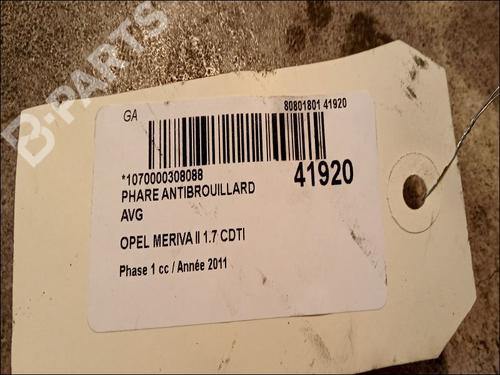 B-PARTS
GA
80801801 41920
*1070000308088
41920
PHARE ANTIBROUILLARD
AVG
OPEL MERIVA II 1.7 CDTI
Phase 1 cc / Année 2011